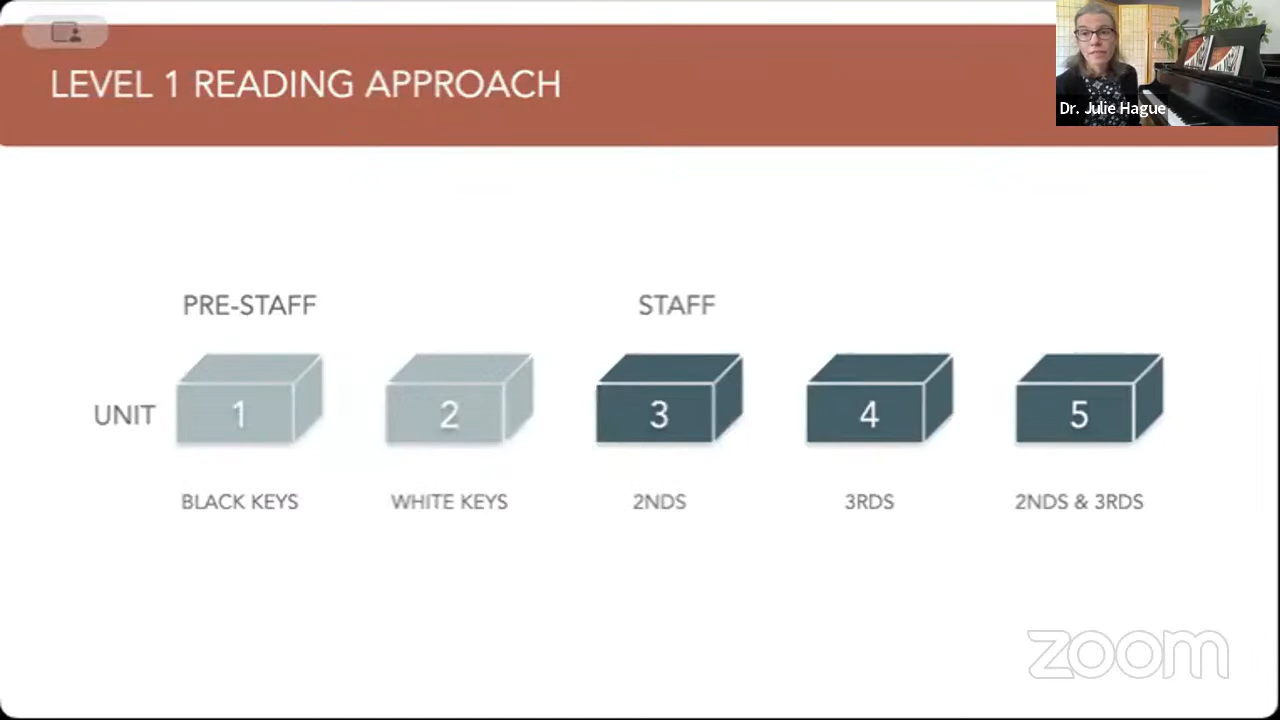 LEVEL 1 READING APPROACH
Dr. Julie Hague
PRE-STAFF STAFF
UNIT 1 2 3 4 5
BLACK KEYS WHITE KEYS 2NDS 3RDS 2NDS & 3RDS
zoom